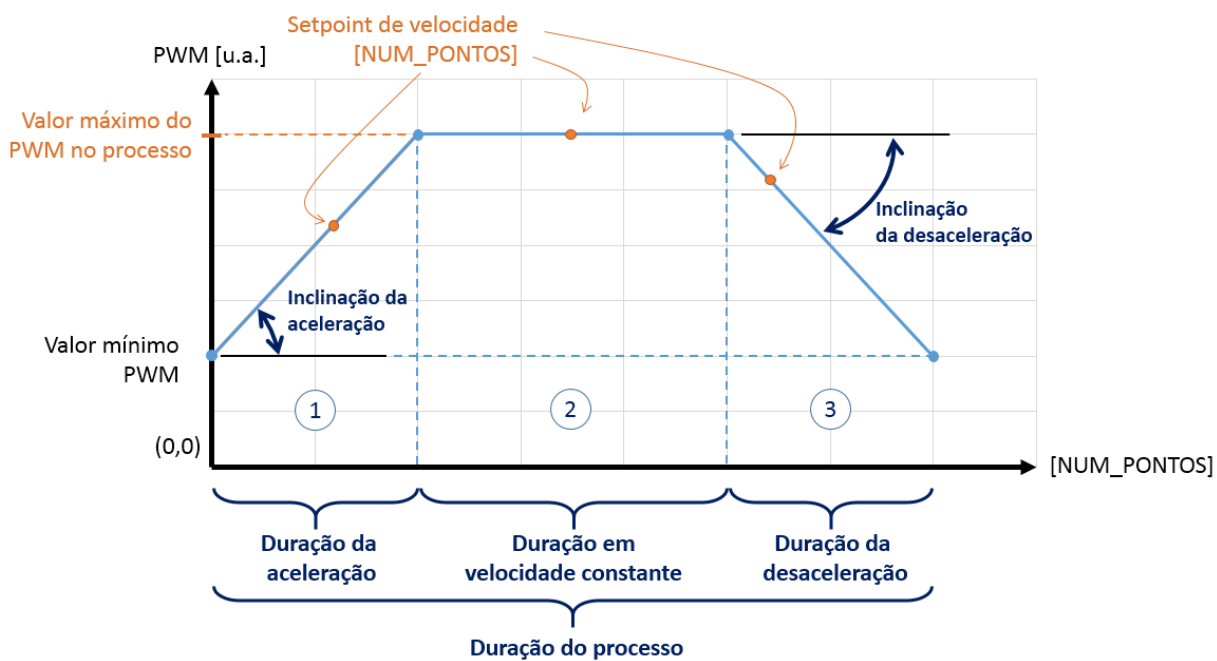 Setpoint de velocidade
[NUM_PONTOS]
PWM [u.a.]
Valor máximo do
PWM no processo
Inclinação
da desaceleração
Inclinação da
aceleração
Valor mínimo
PWM
1
2
3
(0,0)
[NUM_PONTOS]
Duração da
aceleração
Duração em
velocidade constante
Duração da
desaceleração
Duração do processo